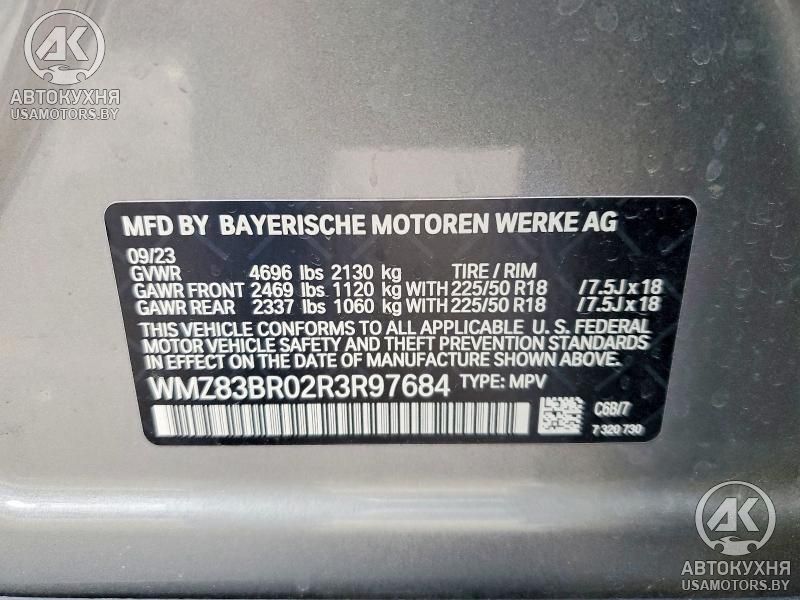 AK
АВТОКУХНЯ
USAMOTORS.BY
MFD BY BAYERISCHE MOTOREN WERKE AG
09/23
GVWR 4696 lbs 2130 kg TIRE / RIM
GAWR FRONT 2469 lbs 1120 kg WITH 225/50 R18 /7.5J x 18
GAWR REAR 2337 lbs 1060 kg WITH 225/50 R18 /7.5J x 18
THIS VEHICLE CONFORMS TO ALL APPLICABLE U. S. FEDERAL
MOTOR VEHICLE SAFETY AND THEFT PREVENTION STANDARDS
IN EFFECT ON THE DATE OF MANUFACTURE SHOWN ABOVE.
WMZ83BR02R3R97684 TYPE: MPV
C6B/7
7 320 730
AK
АВТОКУХНЯ
USAMOTORS.BY